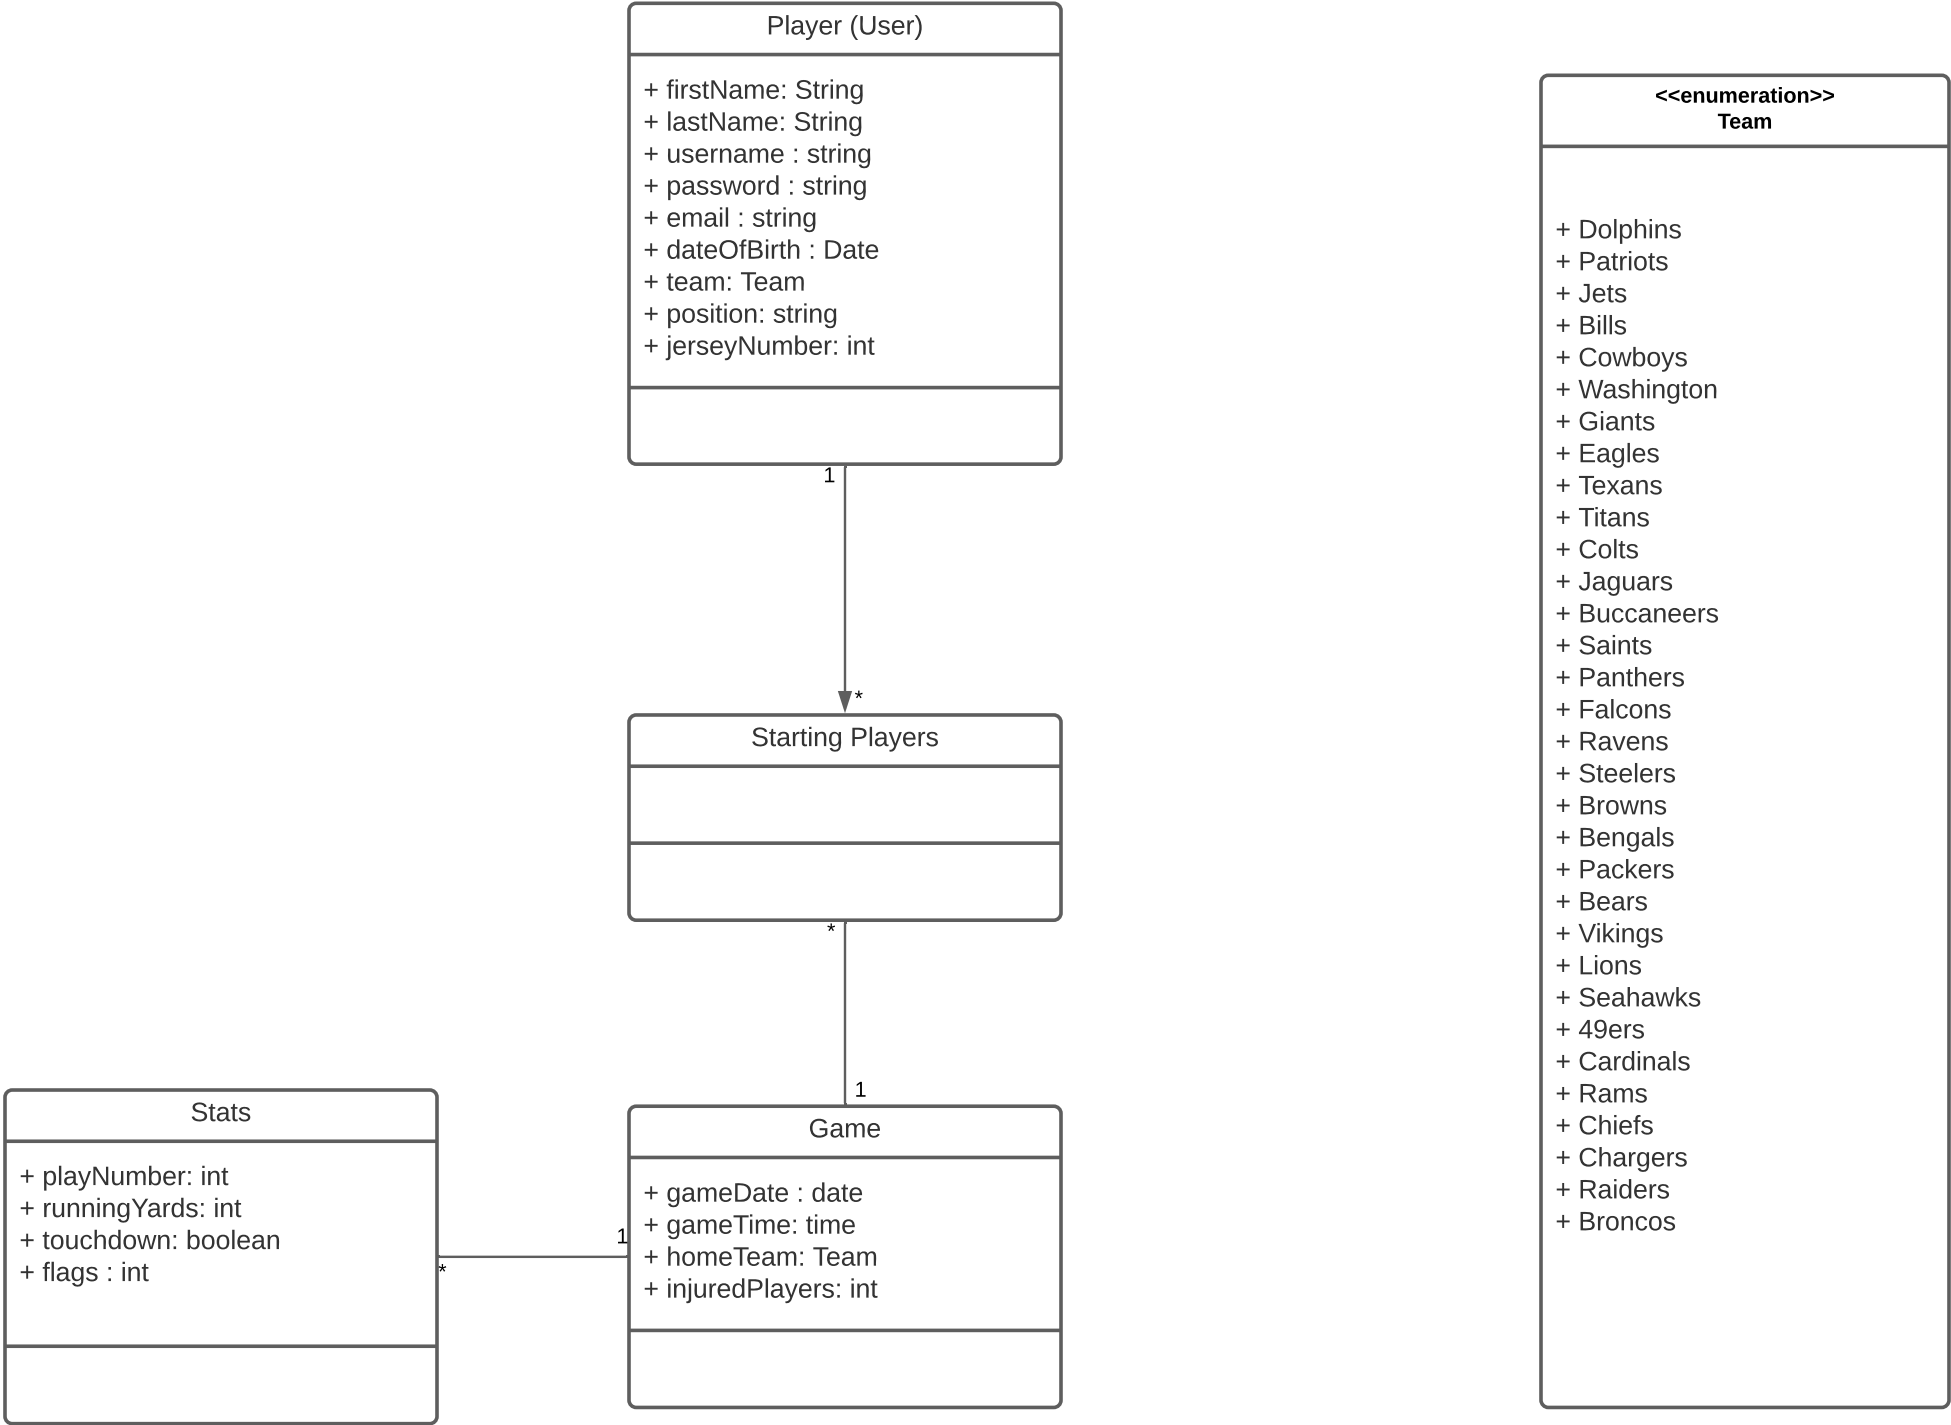 Player (User)
+ firstName: String
+ lastName: String
+ username : string
+ password : string
+ email : string
+ dateOfBirth : Date
+ team: Team
+ position: string
+ jerseyNumber: int
1
*
Starting Players
*
1
Game
+ gameDate : date
+ gameTime: time
+ homeTeam: Team
+ injuredPlayers: int
1
*
Stats
+ playNumber: int
+ runningYards: int
+ touchdown: boolean
+ flags : int
<<enumeration>>
Team
+ Dolphins
+ Patriots
+ Jets
+ Bills
+ Cowboys
+ Washington
+ Giants
+ Eagles
+ Texans
+ Titans
+ Colts
+ Jaguars
+ Buccaneers
+ Saints
+ Panthers
+ Falcons
+ Ravens
+ Steelers
+ Browns
+ Bengals
+ Packers
+ Bears
+ Vikings
+ Lions
+ Seahawks
+ 49ers
+ Cardinals
+ Rams
+ Chiefs
+ Chargers
+ Raiders
+ Broncos